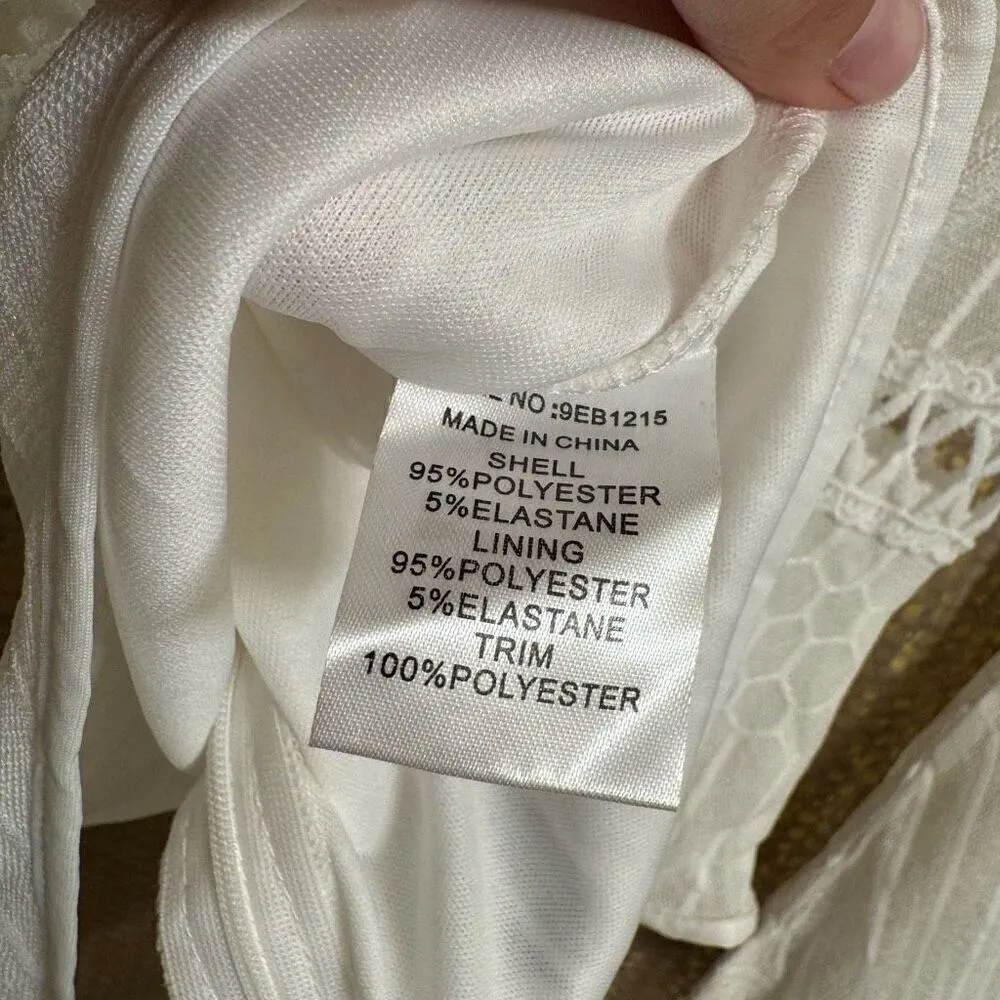 NO :9EB1215
MADE IN CHINA
SHELL
95%POLYESTER
5%ELASTANE
LINING
95%POLYESTER
5%ELASTANE
TRIM
100%POLYESTER